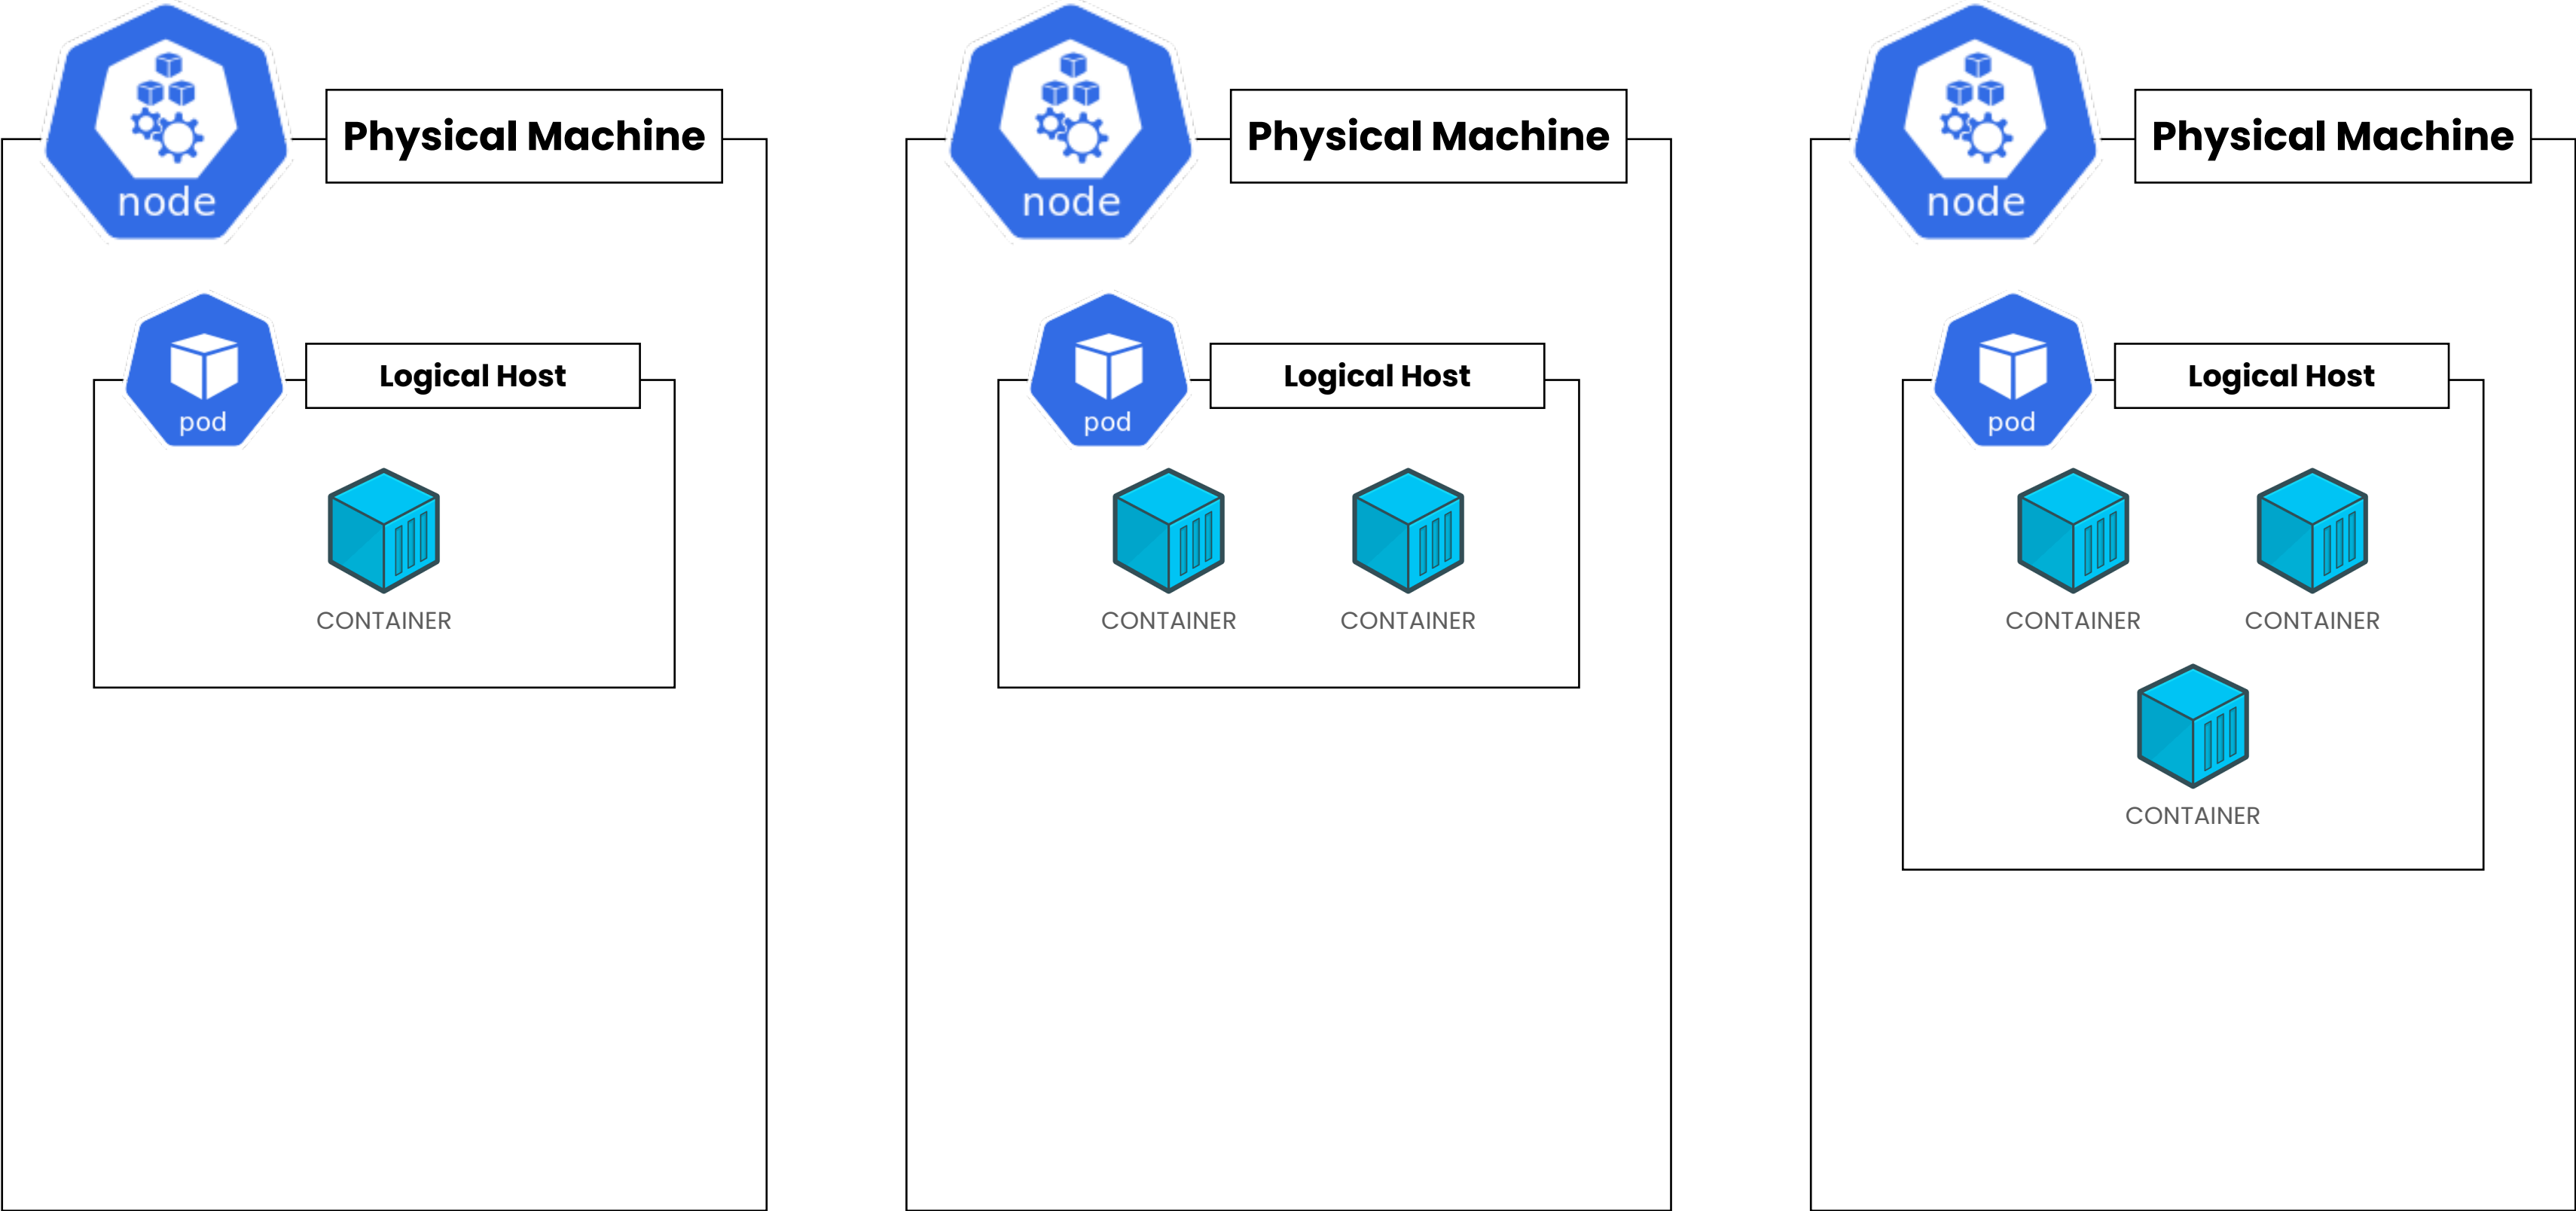 Physical Machine
node
Logical Host
pod
CONTAINER
Physical Machine
node
Logical Host
pod
CONTAINER
CONTAINER
Physical Machine
node
Logical Host
pod
CONTAINER
CONTAINER
CONTAINER